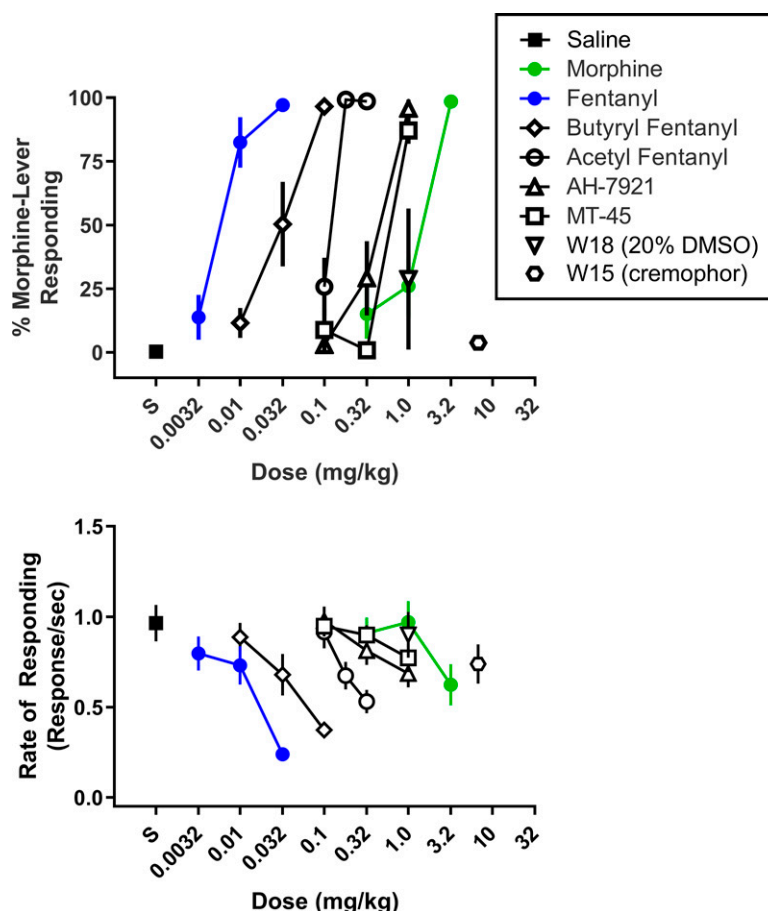 Saline
Morphine
Fentanyl
Butyryl Fentanyl
Acetyl Fentanyl
AH-7921
MT-45
W18 (20% DMSO)
W15 (cremophor)
% Morphine-Lever
Responding
100
75
50
25
0
S
0.0032
0.01
0.032
0.1
0.32
1.0
3.2
10
32
Dose (mg/kg)
Rate of Responding
(Response/sec)
1.5
1.0
0.5
0.0
S
0.0032
0.01
0.032
0.1
0.32
1.0
3.2
10
32
Dose (mg/kg)